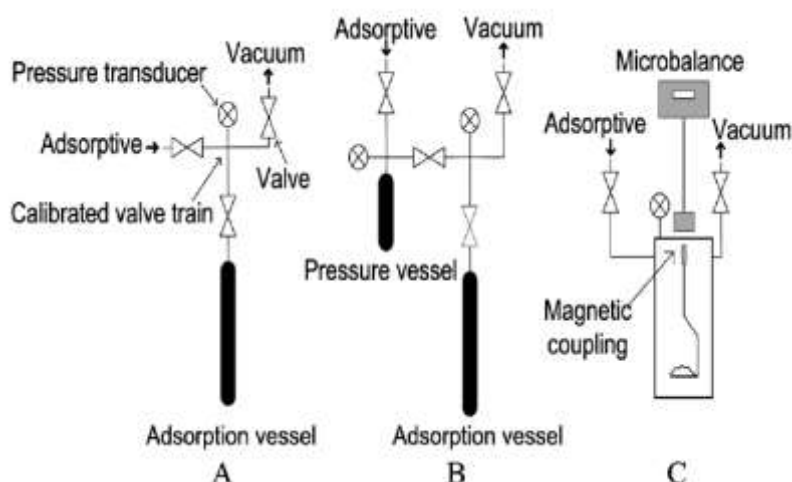 Vacuum
Pressure transducer
Adsorptive
Valve
Calibrated valve train
Adsorption vessel
A
Adsorptive
Vacuum
Pressure vessel
Adsorption vessel
B
Microbalance
Adsorptive
Vacuum
Magnetic
coupling
C